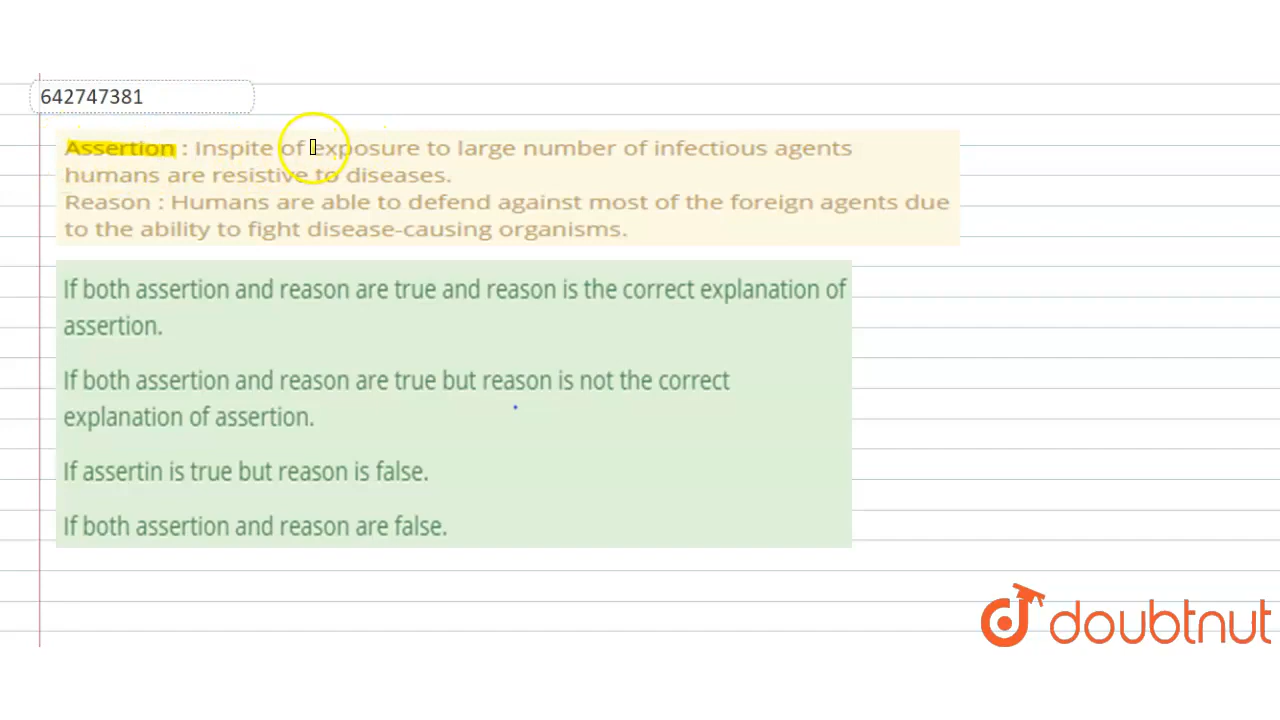 642747381
Assertion : Inspite of exposure to large number of infectious agents
humans are resistive to diseases.
Reason : Humans are able to defend against most of the foreign agents due
to the ability to fight disease-causing organisms.
If both assertion and reason are true and reason is the correct explanation of
assertion.
If both assertion and reason are true but reason is not the correct
explanation of assertion.
If assertin is true but reason is false.
If both assertion and reason are false.
doubtnut